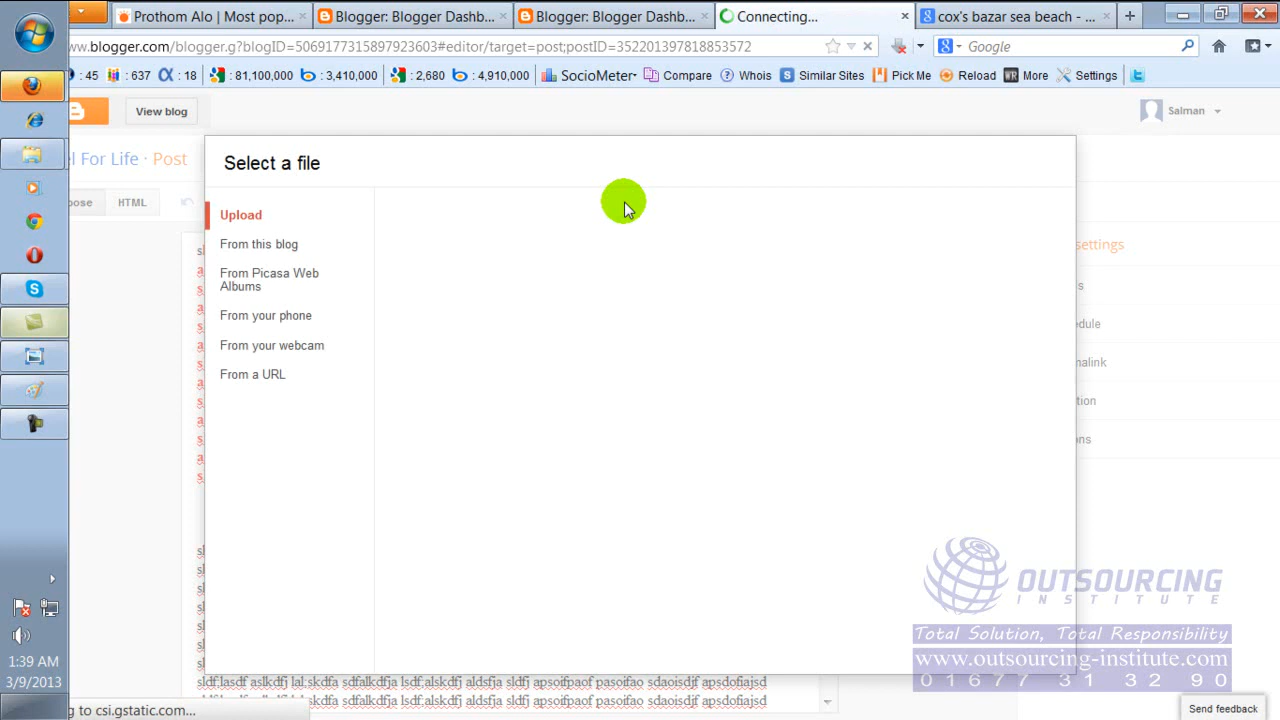 Prothom Alo | Most pop...
Blogger: Blogger Dashb...
Blogger: Blogger Dashb...
Connecting...
cox's bazar sea beach - ...
w.blogger.com/blogger.g?blogID=5069177315897923603#editor/target=post;postID=352201397818853572
Google
: 45 : 637 : 18 : 81,100,000 : 3,410,000 : 2,680 : 4,910,000 SocioMeter Compare Whois Similar Sites Pick Me Reload More Settings
View blog
Salman
el For Life · Post
Select a file
HTML
Upload
From this blog
From Picasa Web
Albums
From your phone
From your webcam
From a URL
settings
edule
malink
OUTSOURCING
INSTITUTE
Total Solution, Total Responsibility
www.outsourcing-institute.com
01677 31 32 90
1:39 AM
3/9/2013
sldf,lasdf aslkdfj lal;skdfa sdfalkdfja lsdf,alskdfj aldsfja sldfj apsoifpaof pasoifao sdaoisdjf apsdofiajsd
g to csi.gstatic.com...
Send feedback